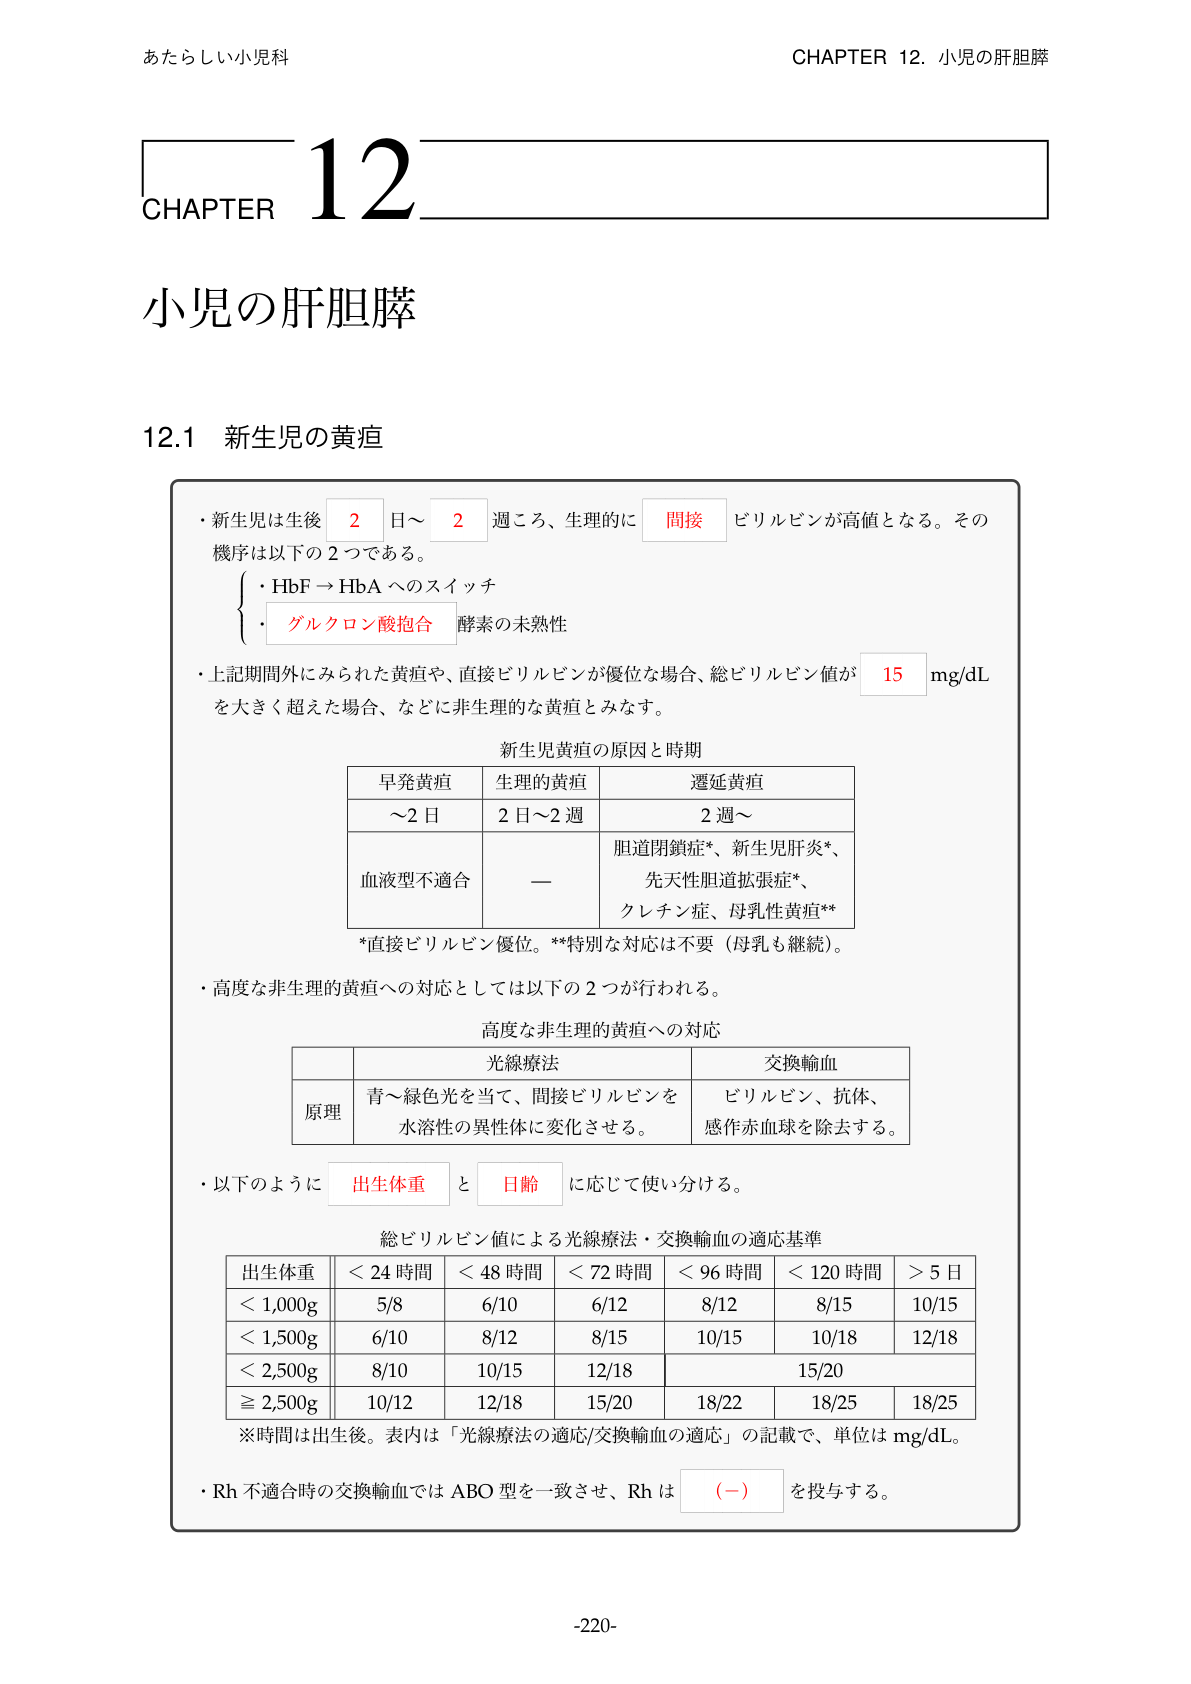 あたらしい小児科
CHAPTER 12. 小児の肝胆膵
CHAPTER 12
小児の肝胆膵
12.1 新生児の黄疸
・新生児は生後 2 日〜 2 週ころ、生理的に 間接 ビリルビンが高値となる。その
機序は以下の 2 つである。
・HbF → HbA へのスイッチ
・ グルクロン酸抱合 酵素の未熟性
・上記期間外にみられた黄疸や、直接ビリルビンが優位な場合、総ビリルビン値が 15 mg/dL
を大きく超えた場合、などに非生理的な黄疸とみなす。
新生児黄疸の原因と時期
早発黄疸 生理的黄疸 遷延黄疸
〜2 日 2 日〜2 週 2 週〜
胆道閉鎖症*、新生児肝炎*、
血液型不適合 — 先天性胆道拡張症*、
クレチン症、母乳性黄疸**
*直接ビリルビン優位。**特別な対応は不要（母乳も継続）。
・高度な非生理的黄疸への対応としては以下の 2 つが行われる。
高度な非生理的黄疸への対応
光線療法 交換輸血
原理 青〜緑色光を当て、間接ビリルビンを ビリルビン、抗体、
水溶性の異性体に変化させる。 感作赤血球を除去する。
・以下のように 出生体重 と 日齢 に応じて使い分ける。
総ビリルビン値による光線療法・交換輸血の適応基準
出生体重 < 24 時間 < 48 時間 < 72 時間 < 96 時間 < 120 時間 > 5 日
< 1,000g 5/8 6/10 6/12 8/12 8/15 10/15
< 1,500g 6/10 8/12 8/15 10/15 10/18 12/18
< 2,500g 8/10 10/15 12/18 15/20
≧ 2,500g 10/12 12/18 15/20 18/22 18/25 18/25
※時間は出生後。表内は「光線療法の適応/交換輸血の適応」の記載で、単位は mg/dL。
・Rh 不適合時の交換輸血では ABO 型を一致させ、Rh は （−） を投与する。
-220-